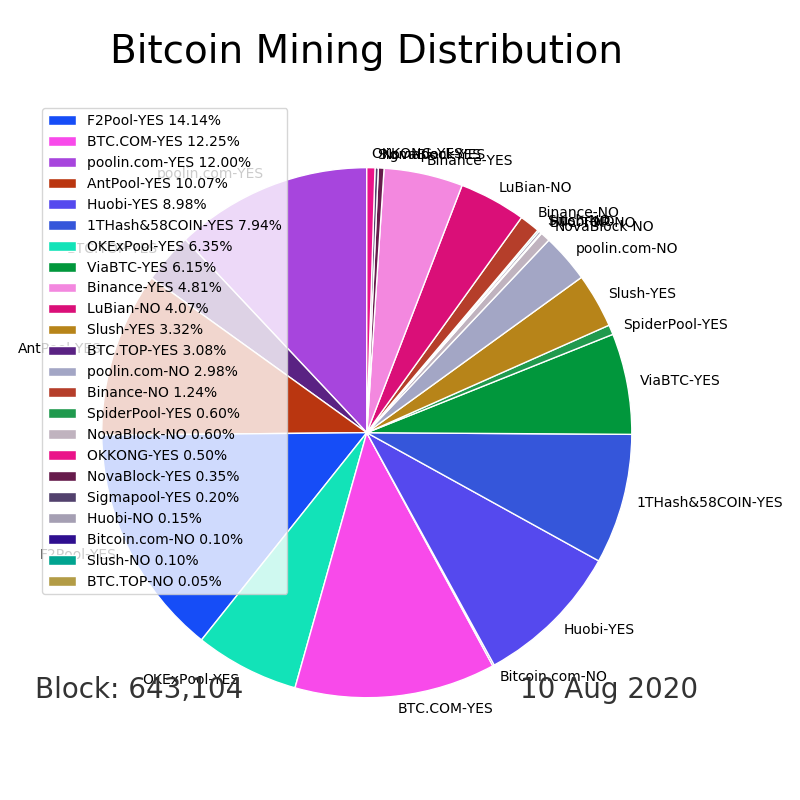 Bitcoin Mining Distribution
F2Pool-YES 14.14%
BTC.COM-YES 12.25%
poolin.com-YES 12.00%
AntPool-YES 10.07%
Huobi-YES 8.98%
1THash&58COIN-YES 7.94%
OKExPool-YES 6.35%
ViaBTC-YES 6.15%
Binance-YES 4.81%
LuBian-NO 4.07%
Slush-YES 3.32%
BTC.TOP-YES 3.08%
poolin.com-NO 2.98%
Binance-NO 1.24%
SpiderPool-YES 0.60%
NovaBlock-NO 0.60%
OKKONG-YES 0.50%
NovaBlock-YES 0.35%
Sigmapool-YES 0.20%
Huobi-NO 0.15%
Bitcoin.com-NO 0.10%
Slush-NO 0.10%
BTC.TOP-NO 0.05%
OKKONG-YES
Binance-YES
LuBian-NO
Binance-NO
NovaBlock-NO
poolin.com-NO
Slush-YES
SpiderPool-YES
ViaBTC-YES
1THash&58COIN-YES
Huobi-YES
Bitcoin.com-NO
BTC.COM-YES
OKExPool-YES
F2Pool-YES
AntPool-YES
poolin.com-YES
Block: 643,104
10 Aug 2020